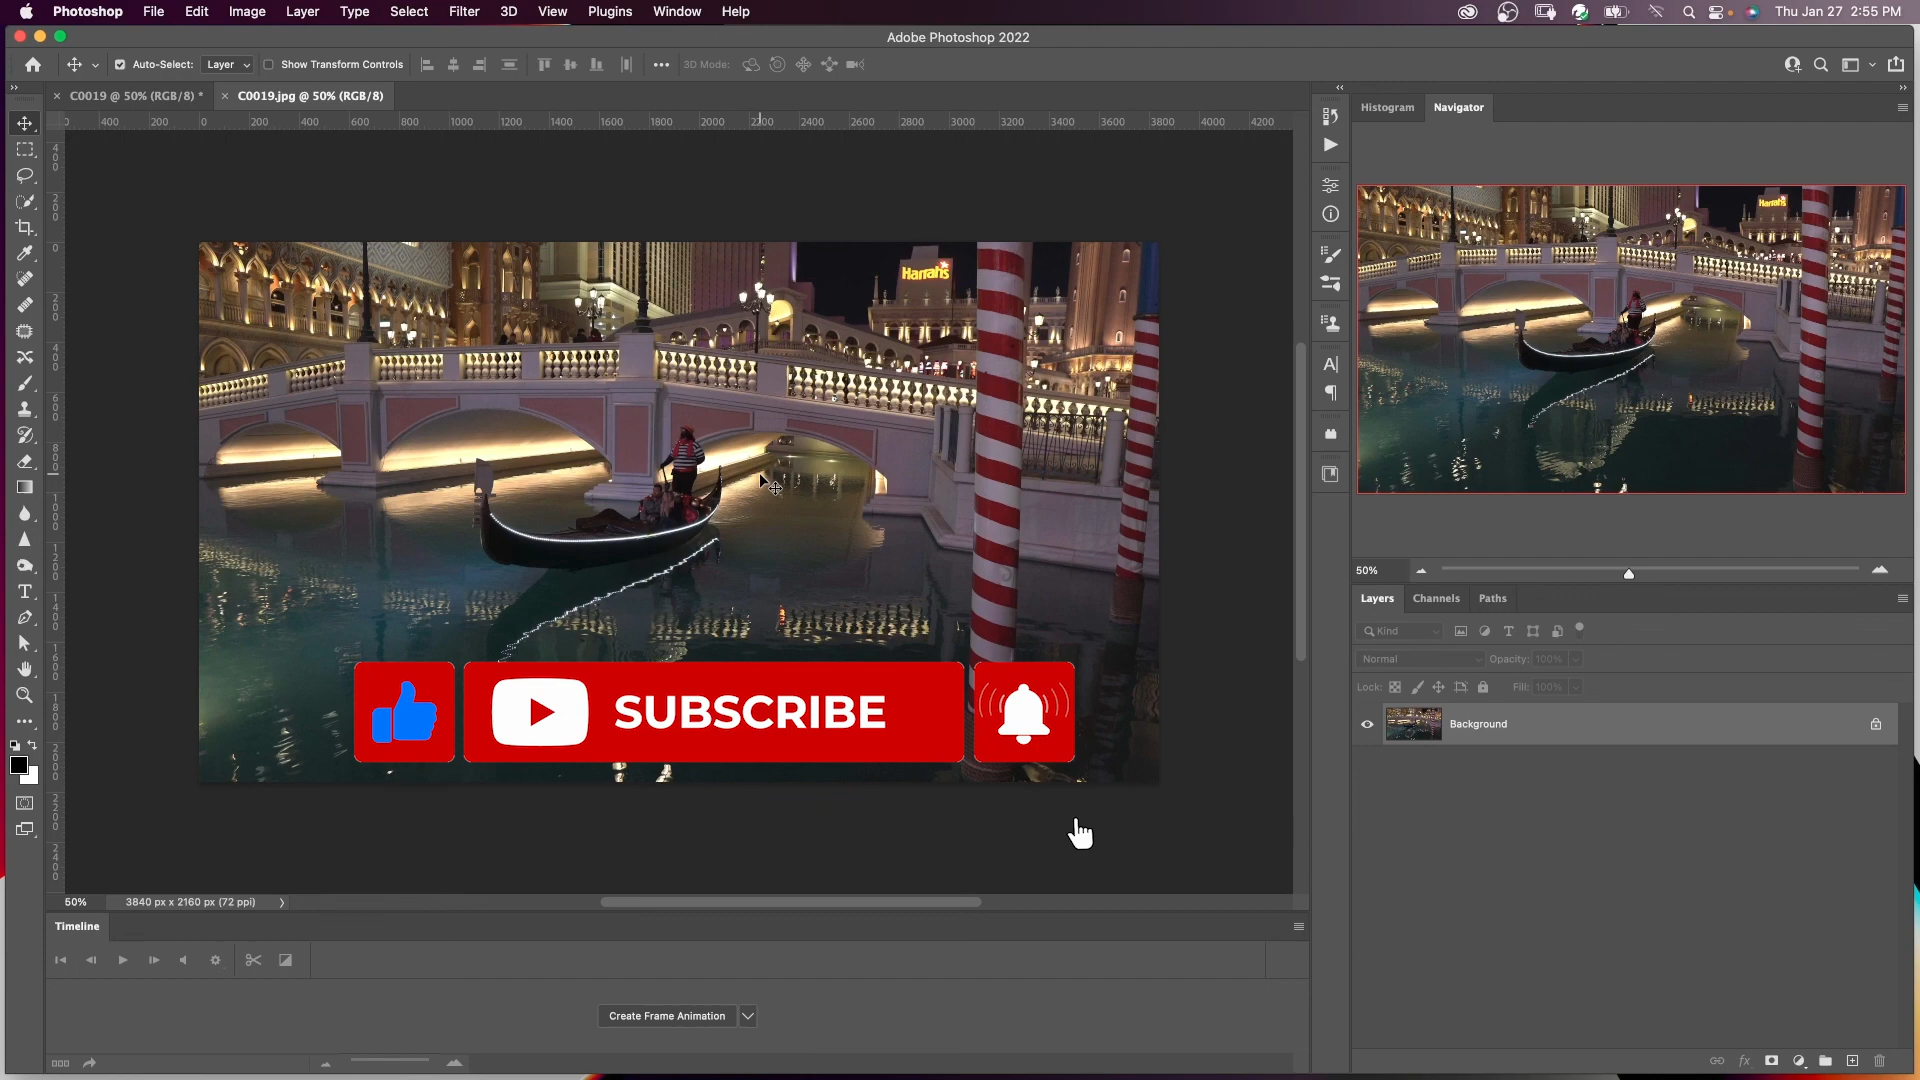 Photoshop File Edit Image Layer Type Select Filter 3D View Plugins Window Help Thu Jan 27 2:55 PM
Adobe Photoshop 2022
Auto-Select: Layer Show Transform Controls 3D Mode:
C0019 @ 50% (RGB/8) * C0019.jpg @ 50% (RGB/8)
400 200 0 200 400 600 800 1000 1200 1400 1600 1800 2000 2200 2400 2600 2800 3000 3200 3400 3600 3800 4000 4200
Histogram Navigator
Harrah's
Harrah's
50%
Layers Channels Paths
Kind
Normal Opacity: 100%
Lock: Fill: 100%
SUBSCRIBE
Background
50% 3840 px x 2160 px (72 ppi)
Timeline
Create Frame Animation